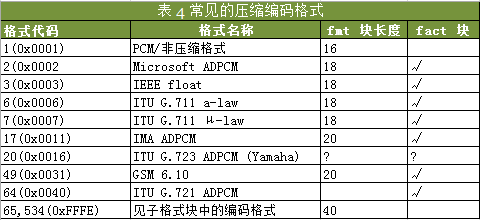 表 4 常见的压缩编码格式
格式代码 格式名称 fmt 块长度 fact 块
1(0x0001) PCM/非压缩格式 16
2(0x0002 Microsoft ADPCM 18 √
3(0x0003) IEEE float 18 √
6(0x0006) ITU G.711 a-law 18 √
7(0x0007) ITU G.711 μ-law 18 √
17(0x0011) IMA ADPCM 20 √
20(0x0016) ITU G.723 ADPCM (Yamaha) ? ?
49(0x0031) GSM 6.10 20 √
64(0x0040) ITU G.721 ADPCM √
65,534(0xFFFE) 见子格式块中的编码格式 40